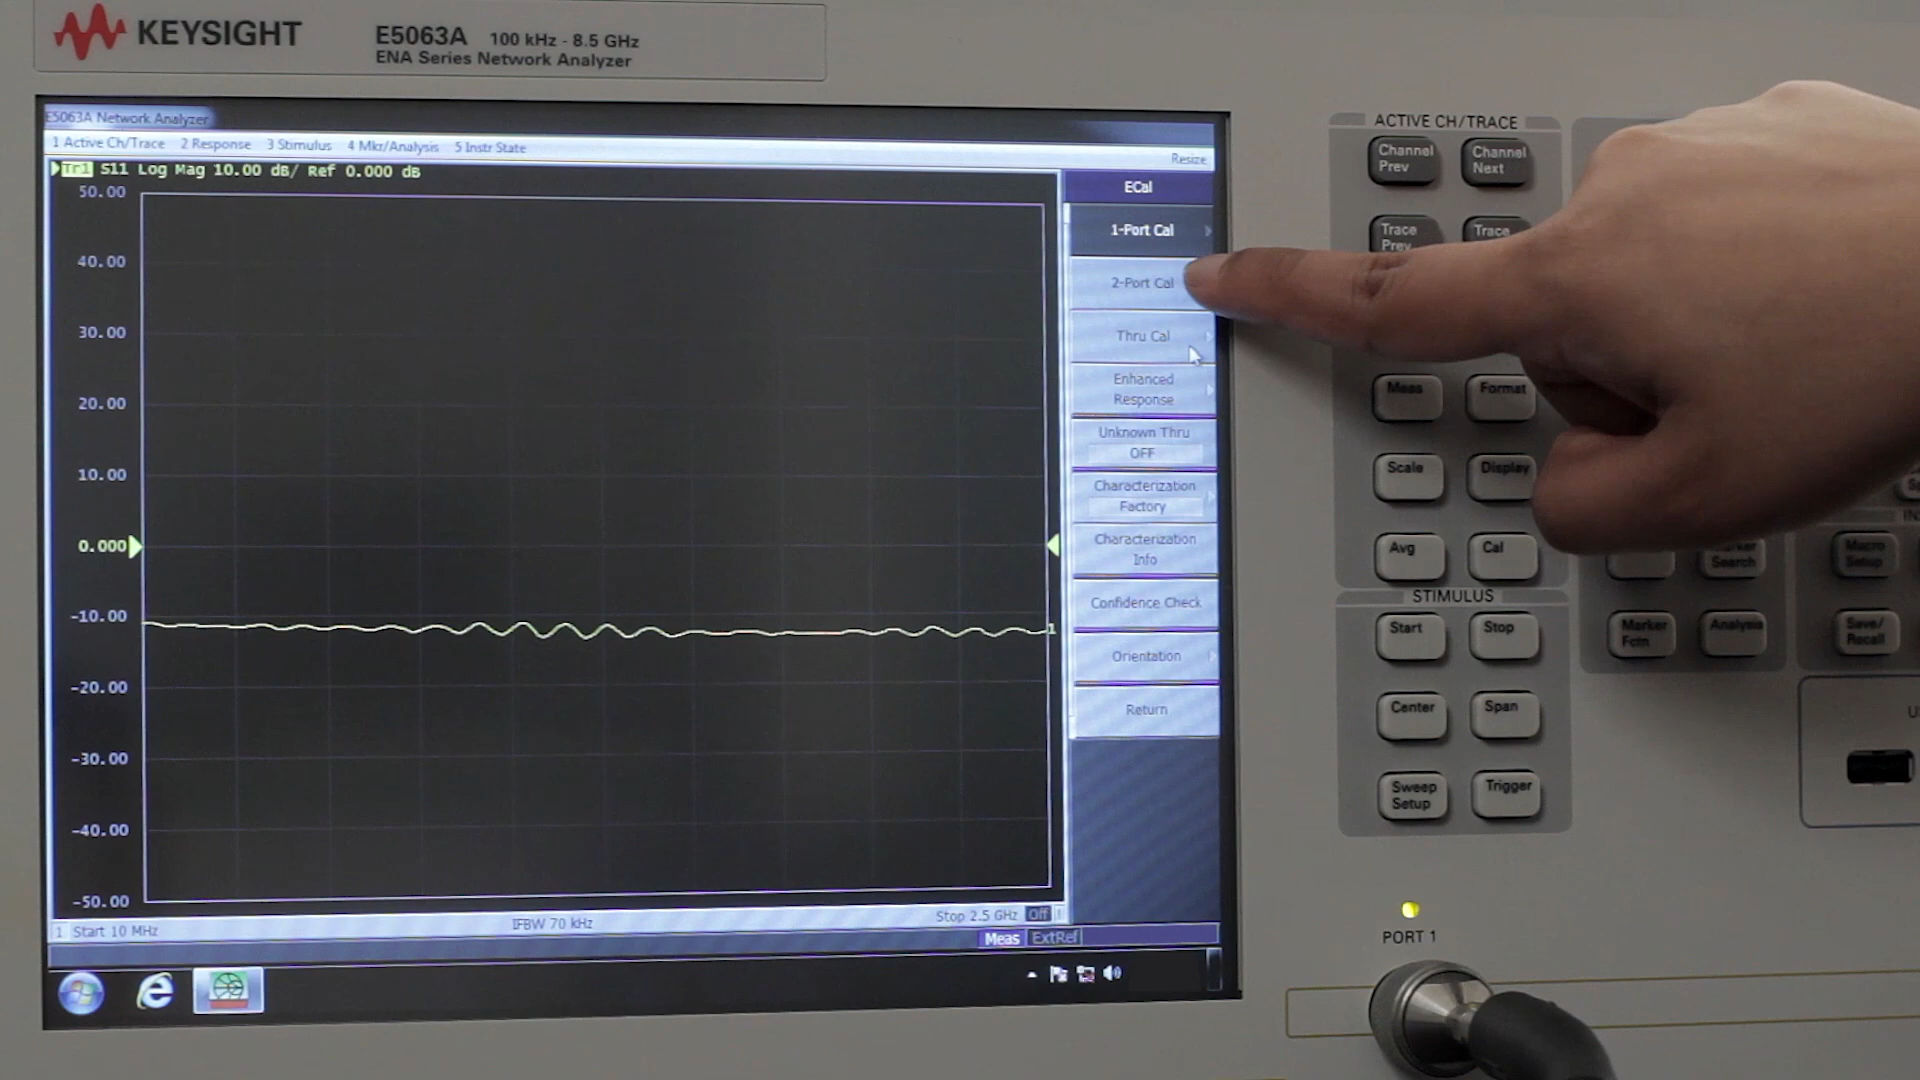 KEYSIGHT
E5063A 100 kHz - 8.5 GHz
ENA Series Network Analyzer
E5063A Network Analyzer
1 Active Ch/Trace 2 Response 3 Stimulus 4 Mkr/Analysis 5 Instr State
Resize
Tr1 S11 Log Mag 10.00 dB/ Ref 0.000 dB
50.00
40.00
30.00
20.00
10.00
0.000
-10.00
-20.00
-30.00
-40.00
-50.00
1
ECal
1-Port Cal
2-Port Cal
Thru Cal
Enhanced
Response
Unknown Thru
OFF
Characterization
Factory
Characterization
Info
Confidence Check
Orientation
Return
1 Start 10 MHz
IFBW 70 kHz
Stop 2.5 GHz Off
Meas ExtRef
ACTIVE CH/TRACE
Channel
Prev
Channel
Next
Trace
Prev
Trace
Meas
Format
Scale
Display
Avg
Cal
STIMULUS
Start
Stop
Center
Span
Sweep
Setup
Trigger
Marker
Search
Marker
Fctn
Analysis
Macro
Setup
Save/
Recall
PORT 1